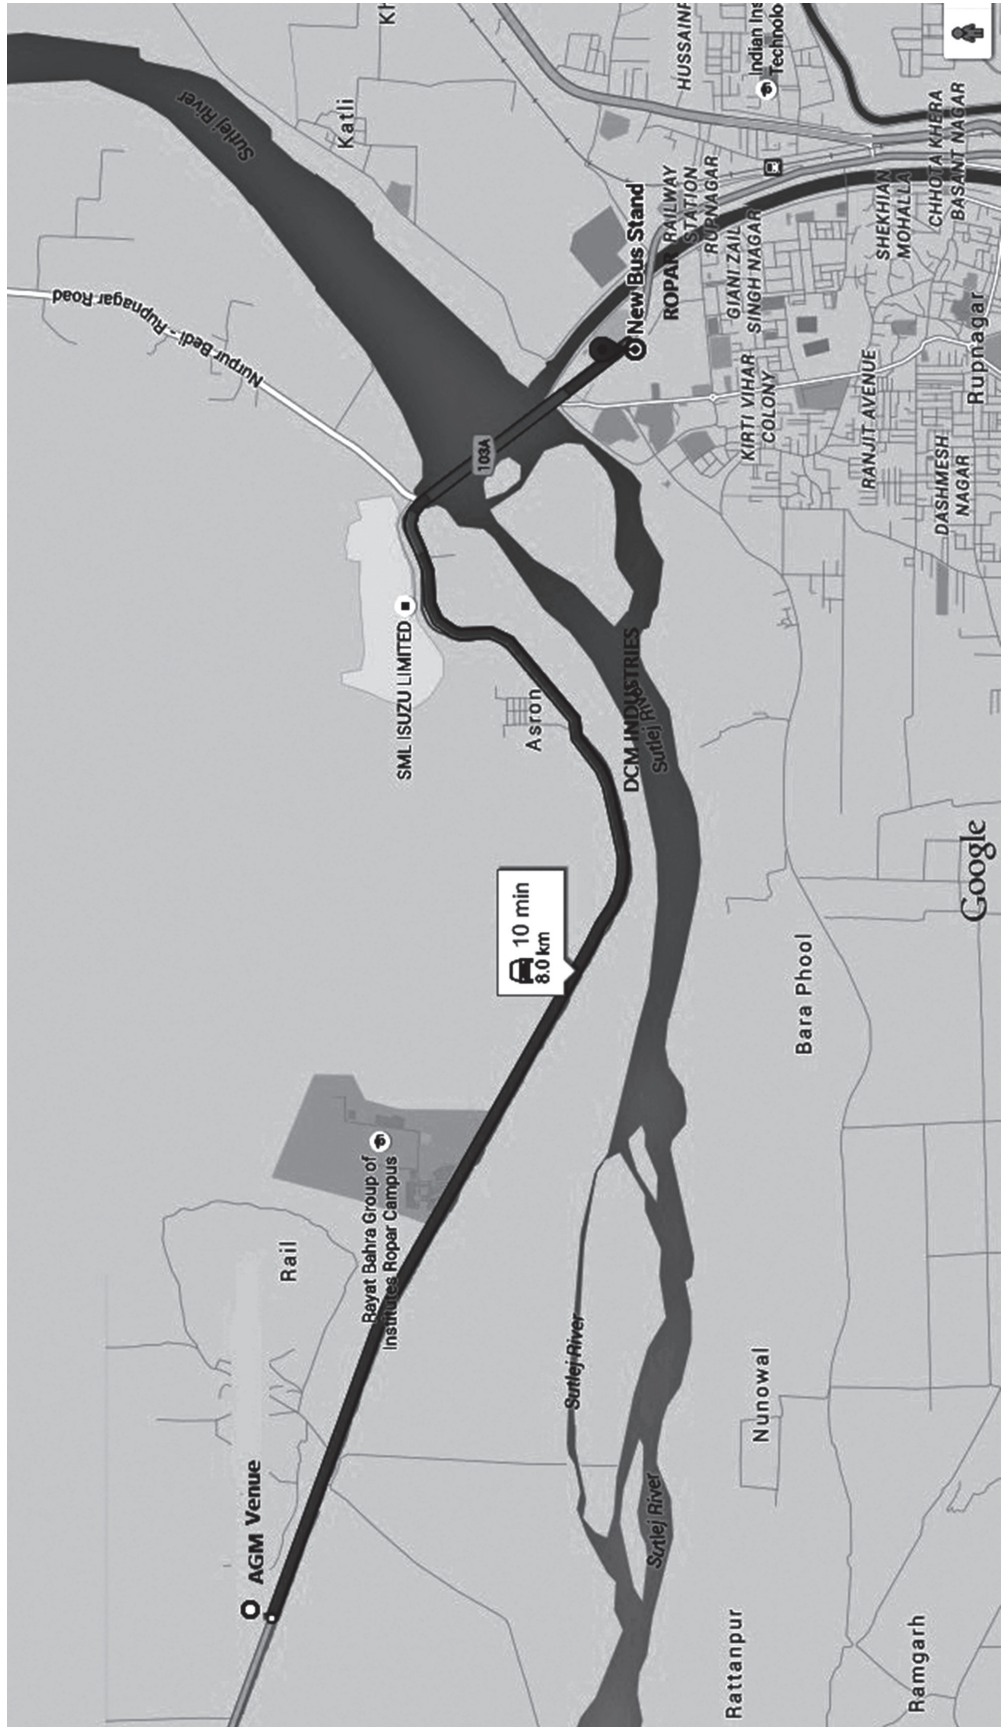 AGM Venue
Rail
Rayat Bahra Group of
Institutes Ropar Campus
10 min
8.0 km
SML ISUZU LIMITED
Asron
Nurpur Bedi - Rupnagar Road
Sutlej River
Katli
Kh
103A
New Bus Stand
ROPAR
RAILWAY
STATION
RUPNAGAR
HUSSAINP
Indian Ins
Technolo
GIANI ZAIL
SINGH NAGAR
KIRTI VIHAR
COLONY
SHEKHIAN
MOHALLA
CHHOTA KHERA
BASANT NAGAR
RANJIT AVENUE
Rupnagar
DASHMESH
NAGAR
DCM INDUSTRIES
Sutlej Riv
Sutlej River
Sutlej River
Bara Phool
Nunowal
Rattanpur
Ramgarh
Google